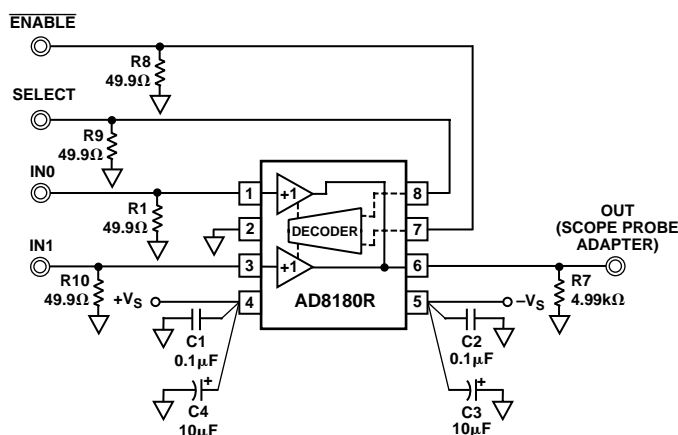 ENABLE
R8
49.9Ω
SELECT
R9
49.9Ω
IN0
R1
49.9Ω
IN1
R10
49.9Ω
1
2
3
4
+1
+1
DECODER
AD8180R
8
7
6
5
OUT
(SCOPE PROBE
ADAPTER)
R7
4.99kΩ
+VS
C1
0.1μF
C4
10μF
+
–VS
C2
0.1μF
C3
10μF
+